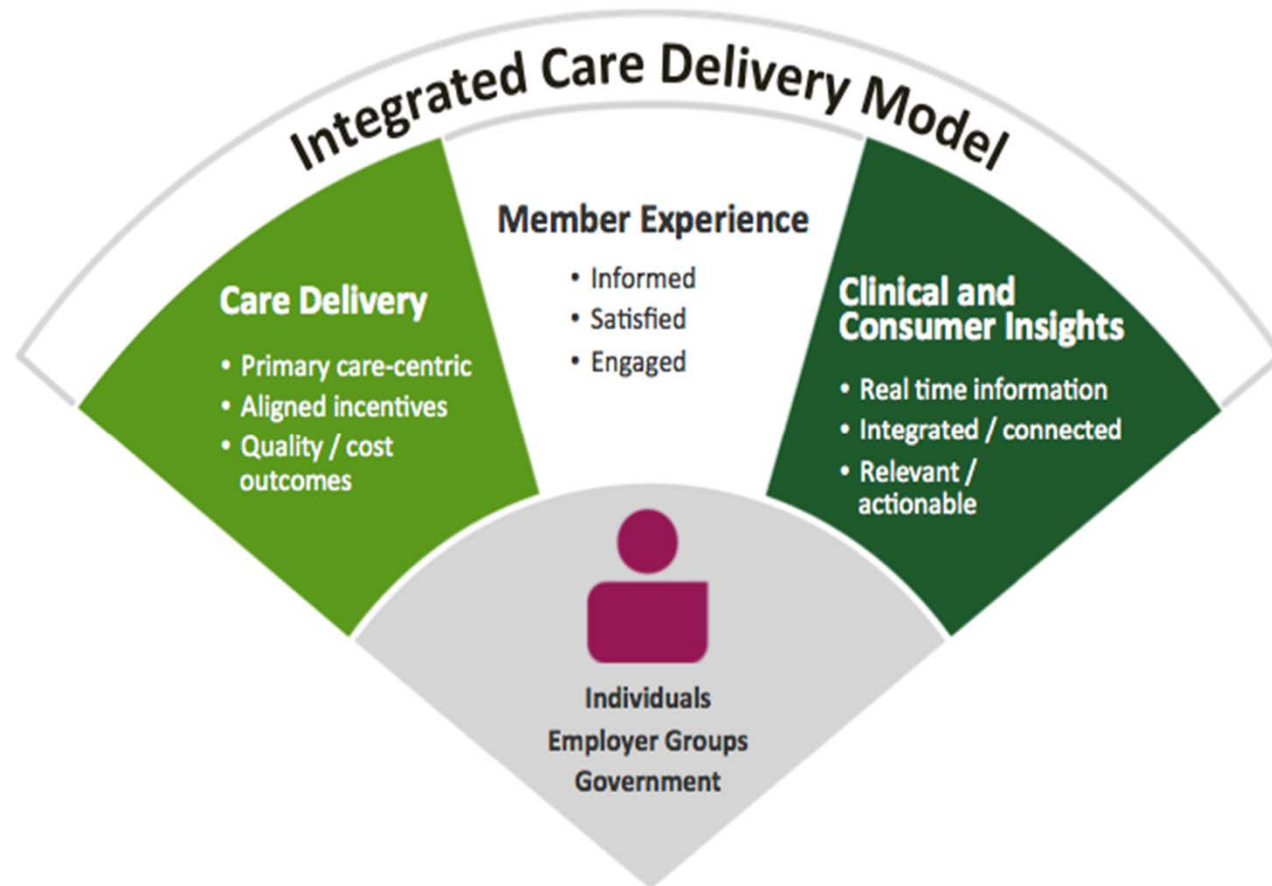 Integrated Care Delivery Model
Care Delivery
• Primary care-centric
• Aligned incentives
• Quality / cost
outcomes
Member Experience
• Informed
• Satisfied
• Engaged
Clinical and
Consumer Insights
• Real time information
• Integrated / connected
• Relevant /
actionable
Individuals
Employer Groups
Government